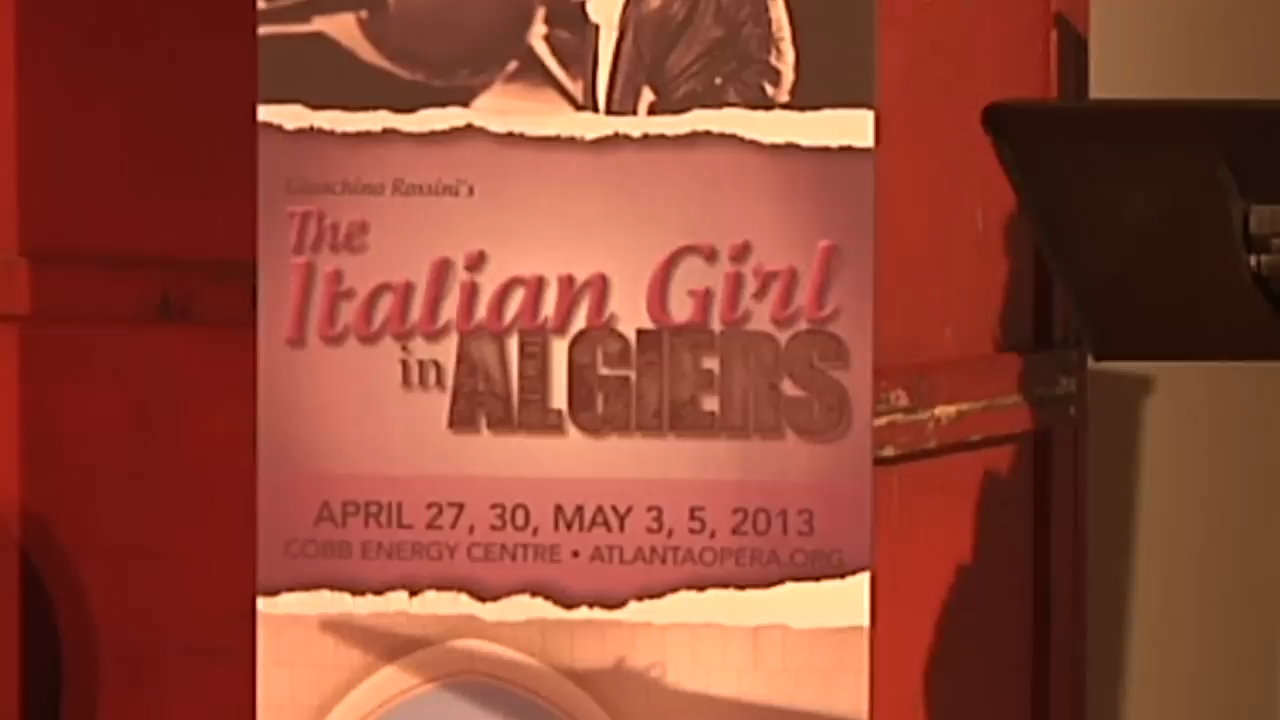 Gioachino Rossini's
The
Italian Girl
in ALGIERS
APRIL 27, 30, MAY 3, 5, 2013
COBB ENERGY CENTRE • ATLANTAOPERA.ORG